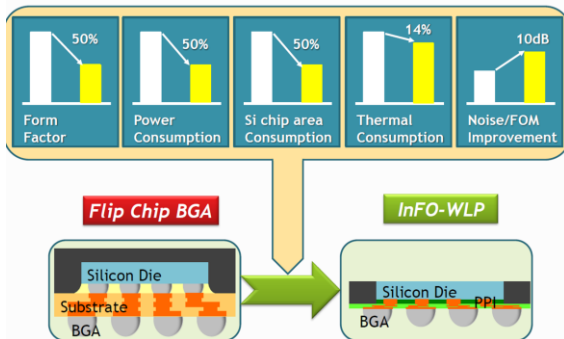 50%
Form
Factor
50%
Power
Consumption
50%
Si chip area
Consumption
14%
Thermal
Consumption
10dB
Noise/FOM
Improvement
Flip Chip BGA
InFO-WLP
Silicon Die
Substrate
BGA
Silicon Die
PPI
BGA